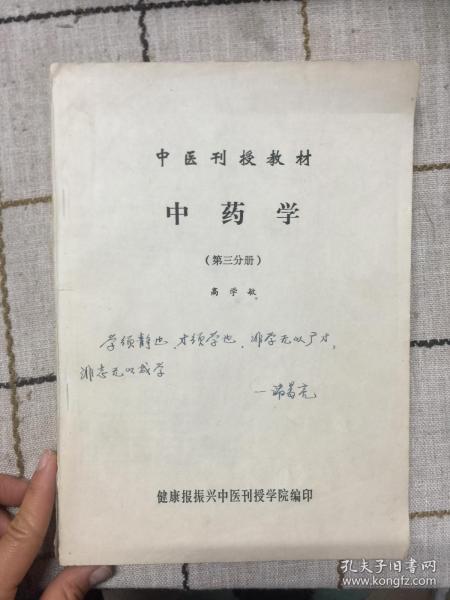 中医刊授教材
中药学
（第三分册）
高学敏
学须静也，才须学也，非学无以广才，
非志无以成学
—诸葛亮
健康报振兴中医刊授学院编印
孔夫子旧书网
www.kongfz.com